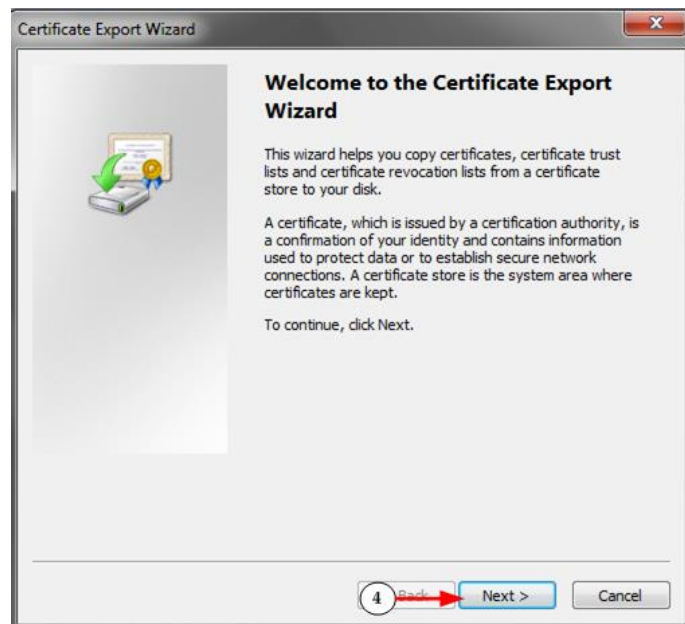 Certificate Export Wizard
Welcome to the Certificate Export
Wizard
This wizard helps you copy certificates, certificate trust
lists and certificate revocation lists from a certificate
store to your disk.
A certificate, which is issued by a certification authority, is
a confirmation of your identity and contains information
used to protect data or to establish secure network
connections. A certificate store is the system area where
certificates are kept.
To continue, click Next.
4 Back Next > Cancel